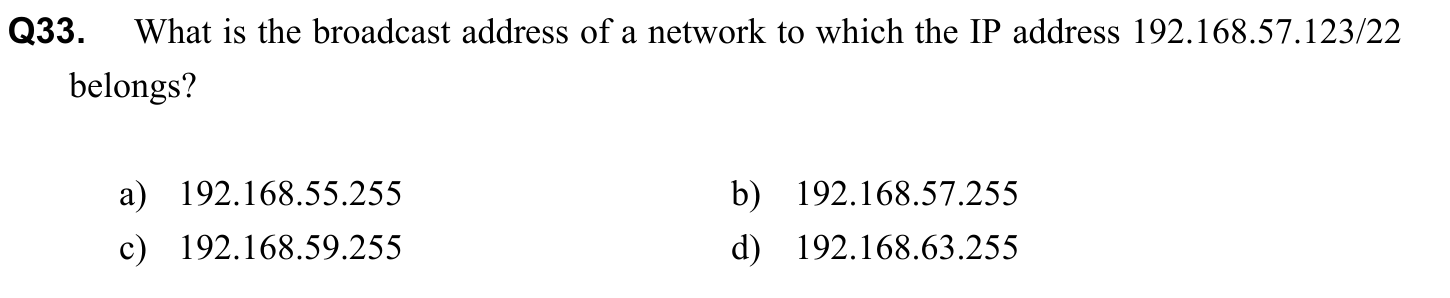 Q33. What is the broadcast address of a network to which the IP address 192.168.57.123/22
belongs?
a) 192.168.55.255 b) 192.168.57.255
c) 192.168.59.255 d) 192.168.63.255